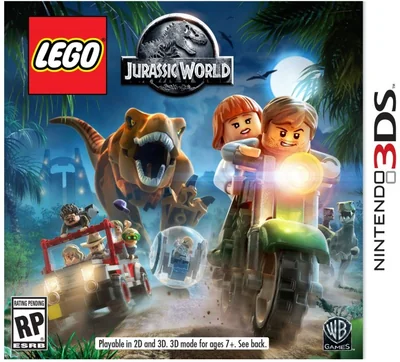 LEGO
JURASSIC WORLD
NINTENDO 3DS
RATING PENDING
RP
ESRB
Playable in 2D and 3D. 3D mode for ages 7+. See back.
WB
GAMES